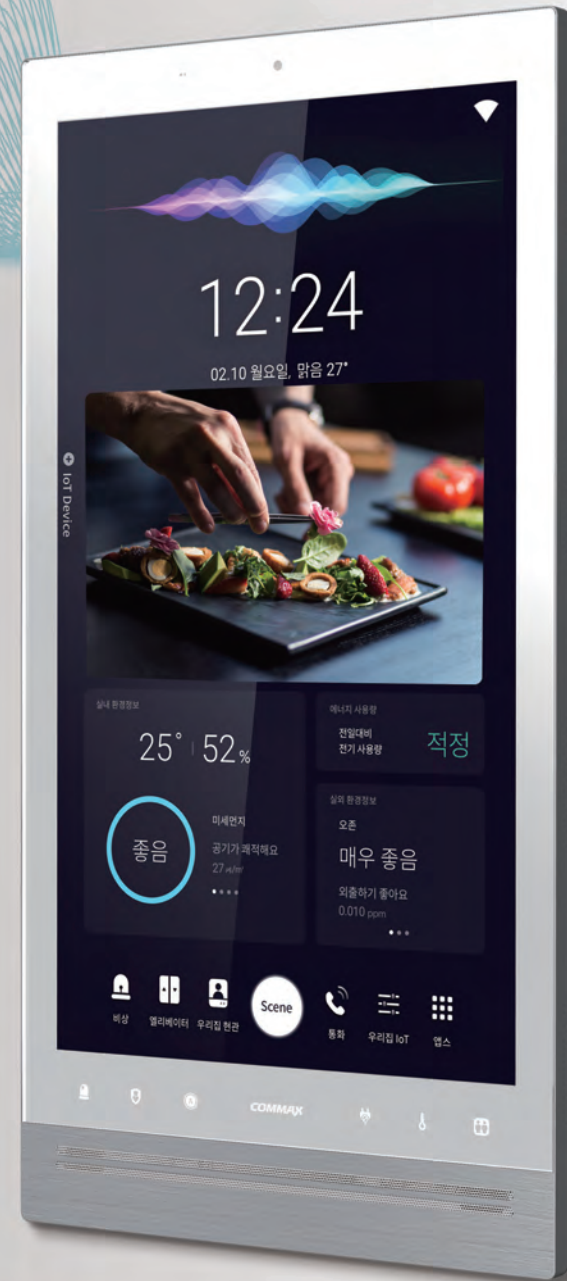 12:24
02.10 월요일, 맑음 27°
IoT Device
실내 환경정보
25° 52%
좋음
미세먼지
공기가 쾌적해요
27
에너지 사용량
전일대비
전기 사용량
적정
실외 환경정보
오존
매우 좋음
외출하기 좋아요
0.010 ppm
비상
엘리베이터
우리집 현관
Scene
통화
우리집 IoT
앱스
COMMAX